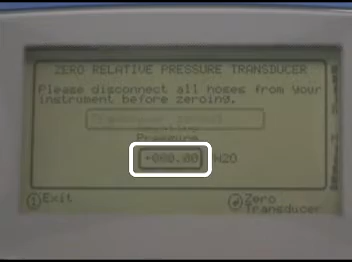 ZERO RELATIVE PRESSURE TRANSDUCER
Please disconnect all hoses from your
instrument before zeroing.
Pressure
+000.00 H2O
Exit
Zero
Transducer